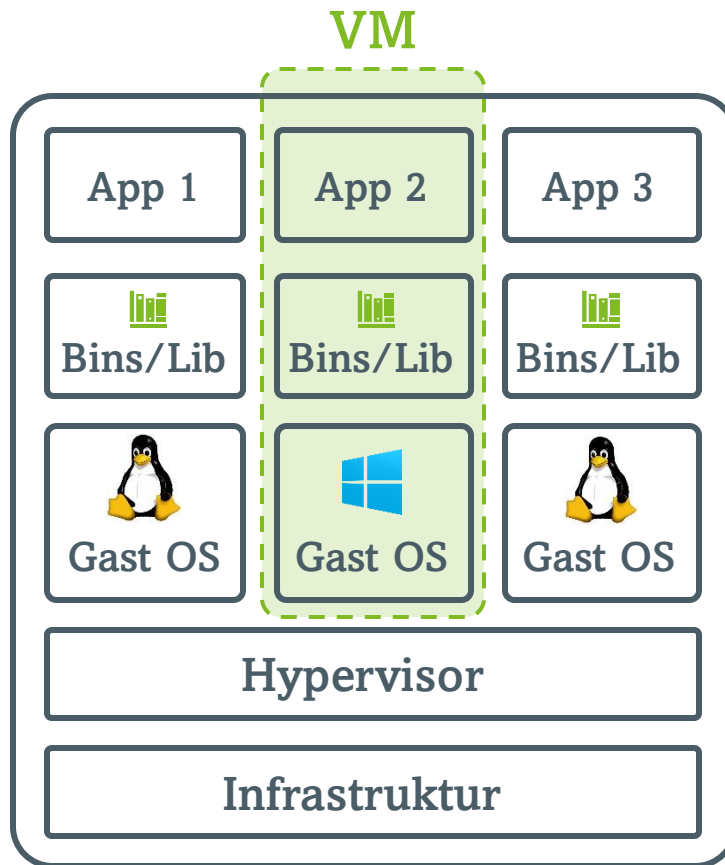 VM
App 1
App 2
App 3
Bins/Lib
Bins/Lib
Bins/Lib
Gast OS
Gast OS
Gast OS
Hypervisor
Infrastruktur